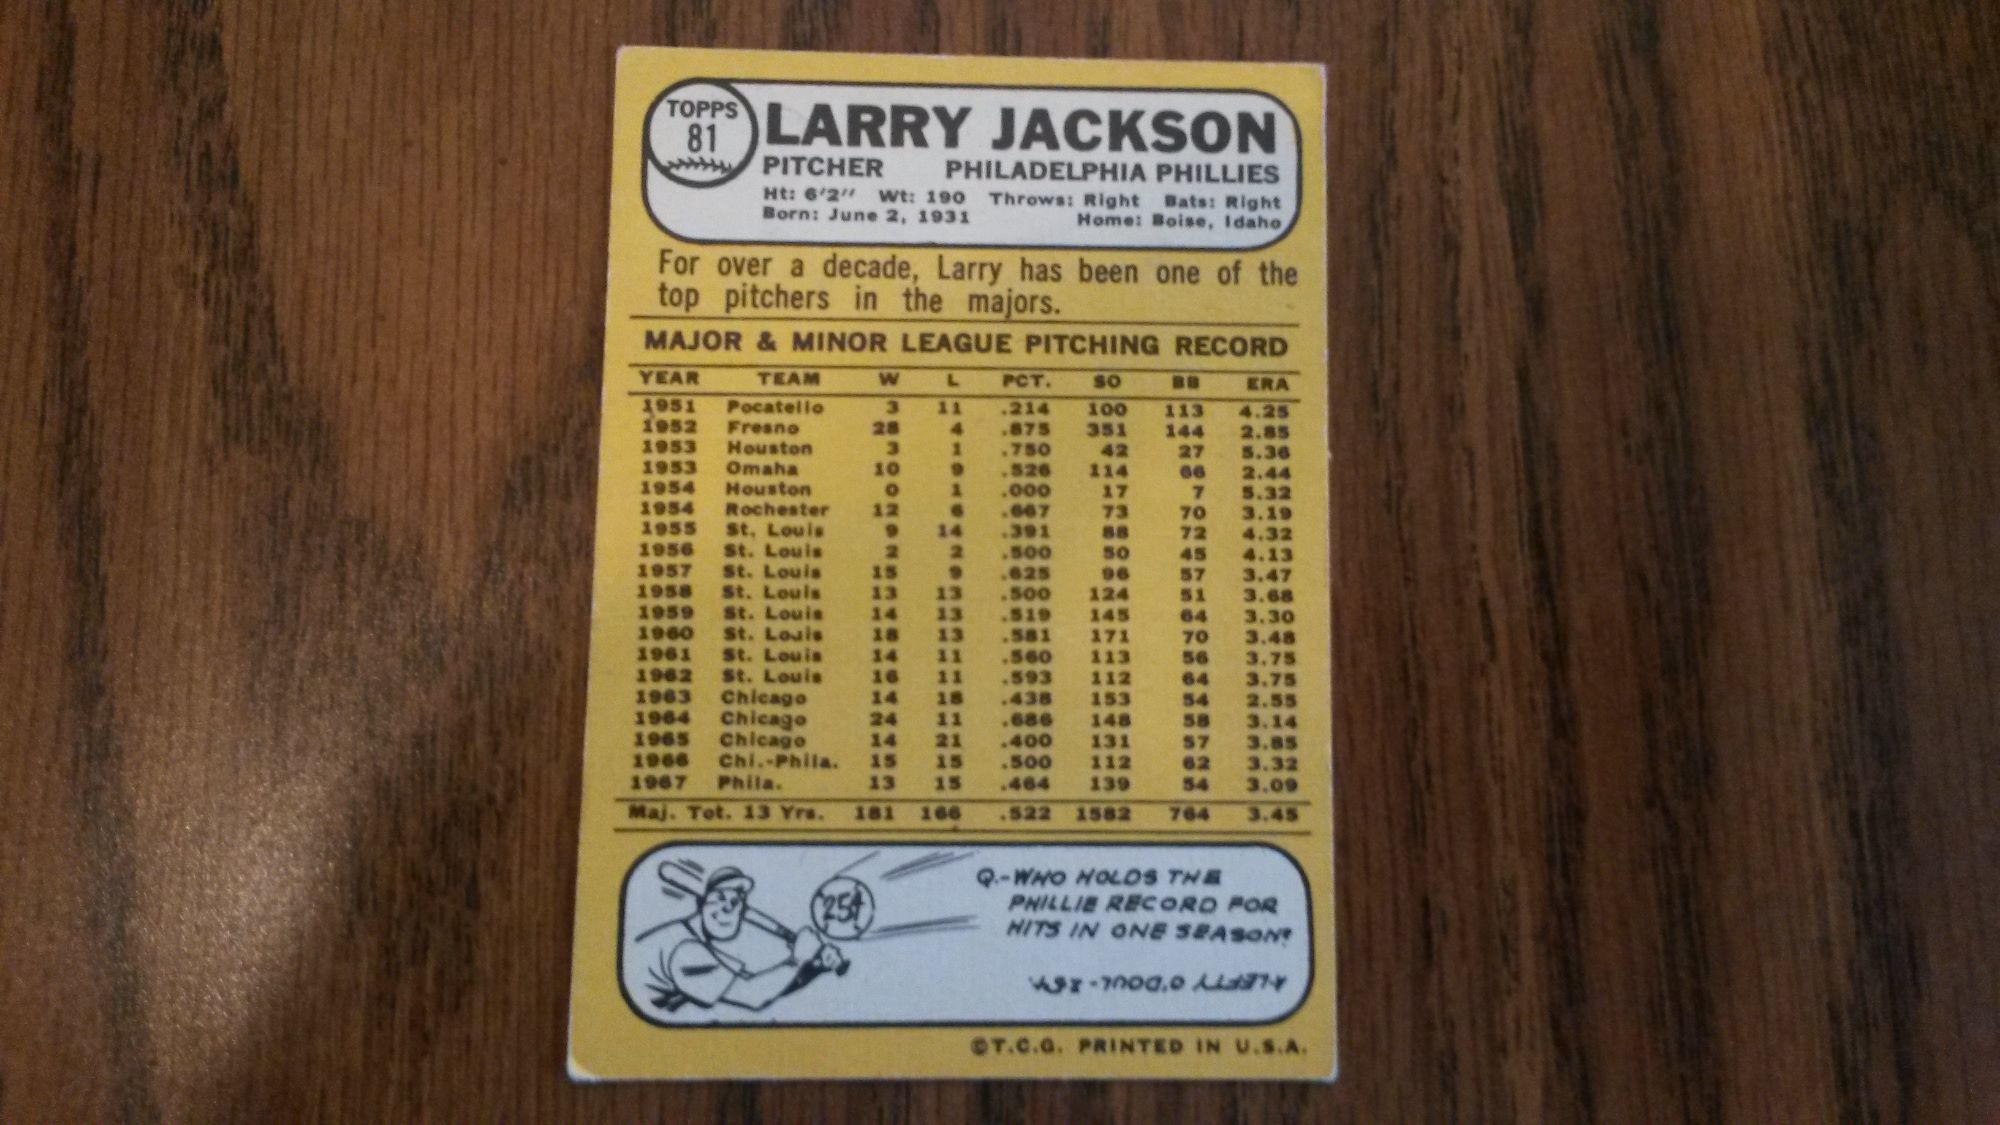 TOPPS
81
LARRY JACKSON
PITCHER PHILADELPHIA PHILLIES
Ht: 6'2" Wt: 190 Throws: Right Bats: Right
Born: June 2, 1931 Home: Boise, Idaho
For over a decade, Larry has been one of the
top pitchers in the majors.
MAJOR & MINOR LEAGUE PITCHING RECORD
YEAR TEAM W L PCT. SO BB ERA
1951 Pocatello 3 11 .214 100 113 4.25
1952 Fresno 28 4 .875 351 144 2.85
1953 Houston 3 1 .750 42 27 5.36
1953 Omaha 10 9 .526 114 66 2.44
1954 Houston 0 1 .000 17 7 5.32
1954 Rochester 12 6 .667 73 70 3.19
1955 St. Louis 9 14 .391 88 72 4.32
1956 St. Louis 2 2 .500 50 45 4.13
1957 St. Louis 15 9 .625 96 57 3.47
1958 St. Louis 13 13 .500 124 51 3.68
1959 St. Louis 14 13 .519 145 64 3.30
1960 St. Louis 18 13 .581 171 70 3.48
1961 St. Louis 14 11 .560 113 56 3.75
1962 St. Louis 16 11 .593 112 64 3.75
1963 Chicago 14 18 .438 153 54 2.55
1964 Chicago 24 11 .686 148 58 3.14
1965 Chicago 14 21 .400 131 57 3.85
1966 Chi.-Phila. 15 15 .500 112 62 3.32
1967 Phila. 13 15 .464 139 54 3.09
Maj. Tot. 13 Yrs. 181 166 .522 1582 764 3.45
25¢
Q.-WHO HOLDS THE
PHILLIE RECORD FOR
HITS IN ONE SEASON?
A. LEFTY O'DOUL - 254.
©T.C.G. PRINTED IN U.S.A.